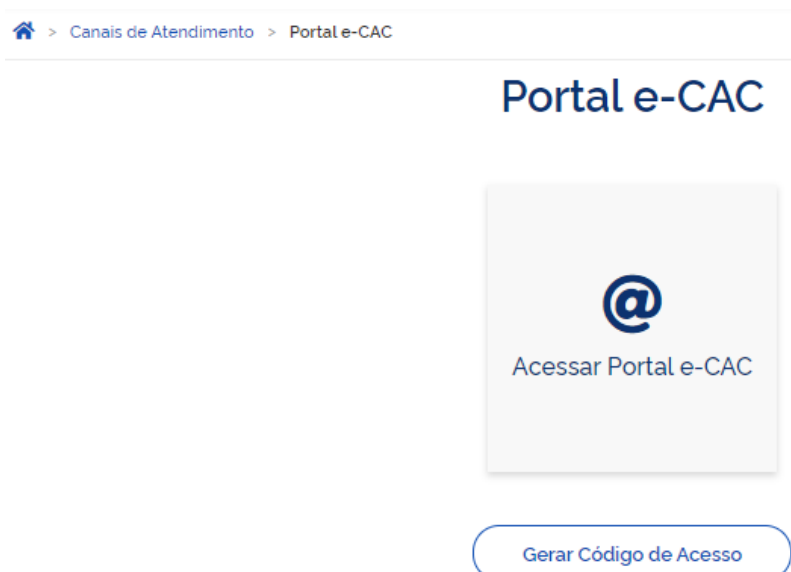 > Canais de Atendimento > Portal e-CAC
Portal e-CAC
@
Acessar Portal e-CAC
Gerar Código de Acesso